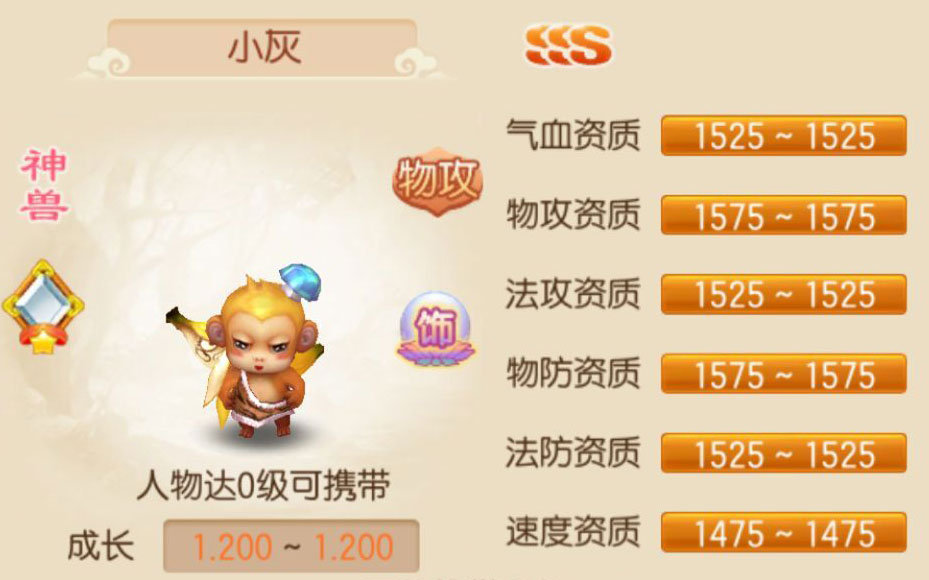 小灰
SSS
神兽
物攻
饰
人物达0级可携带
成长 1.200 ~ 1.200
气血资质 1525 ~ 1525
物攻资质 1575 ~ 1575
法攻资质 1525 ~ 1525
物防资质 1575 ~ 1575
法防资质 1525 ~ 1525
速度资质 1475 ~ 1475